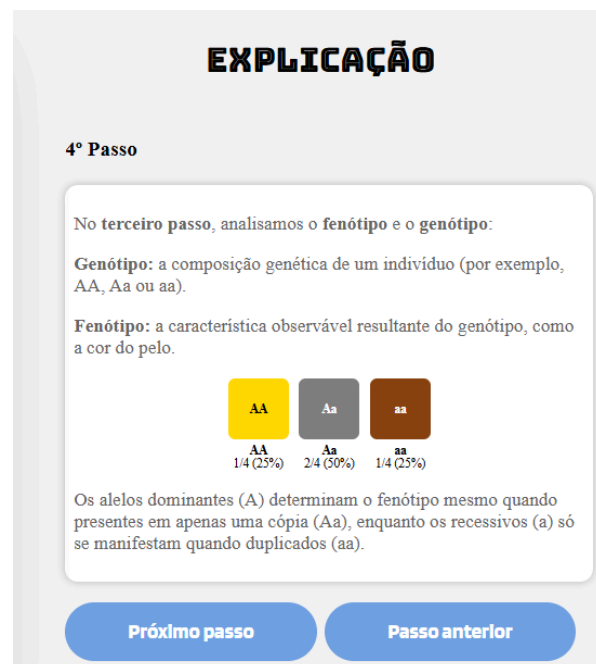 EXPLICAÇÃO
4º Passo
No terceiro passo, analisamos o fenótipo e o genótipo:
Genótipo: a composição genética de um indivíduo (por exemplo,
AA, Aa ou aa).
Fenótipo: a característica observável resultante do genótipo, como
a cor do pelo.
AA Aa aa
AA Aa aa
1/4 (25%) 2/4 (50%) 1/4 (25%)
Os alelos dominantes (A) determinam o fenótipo mesmo quando
presentes em apenas uma cópia (Aa), enquanto os recessivos (a) só
se manifestam quando duplicados (aa).
Próximo passo Passo anterior